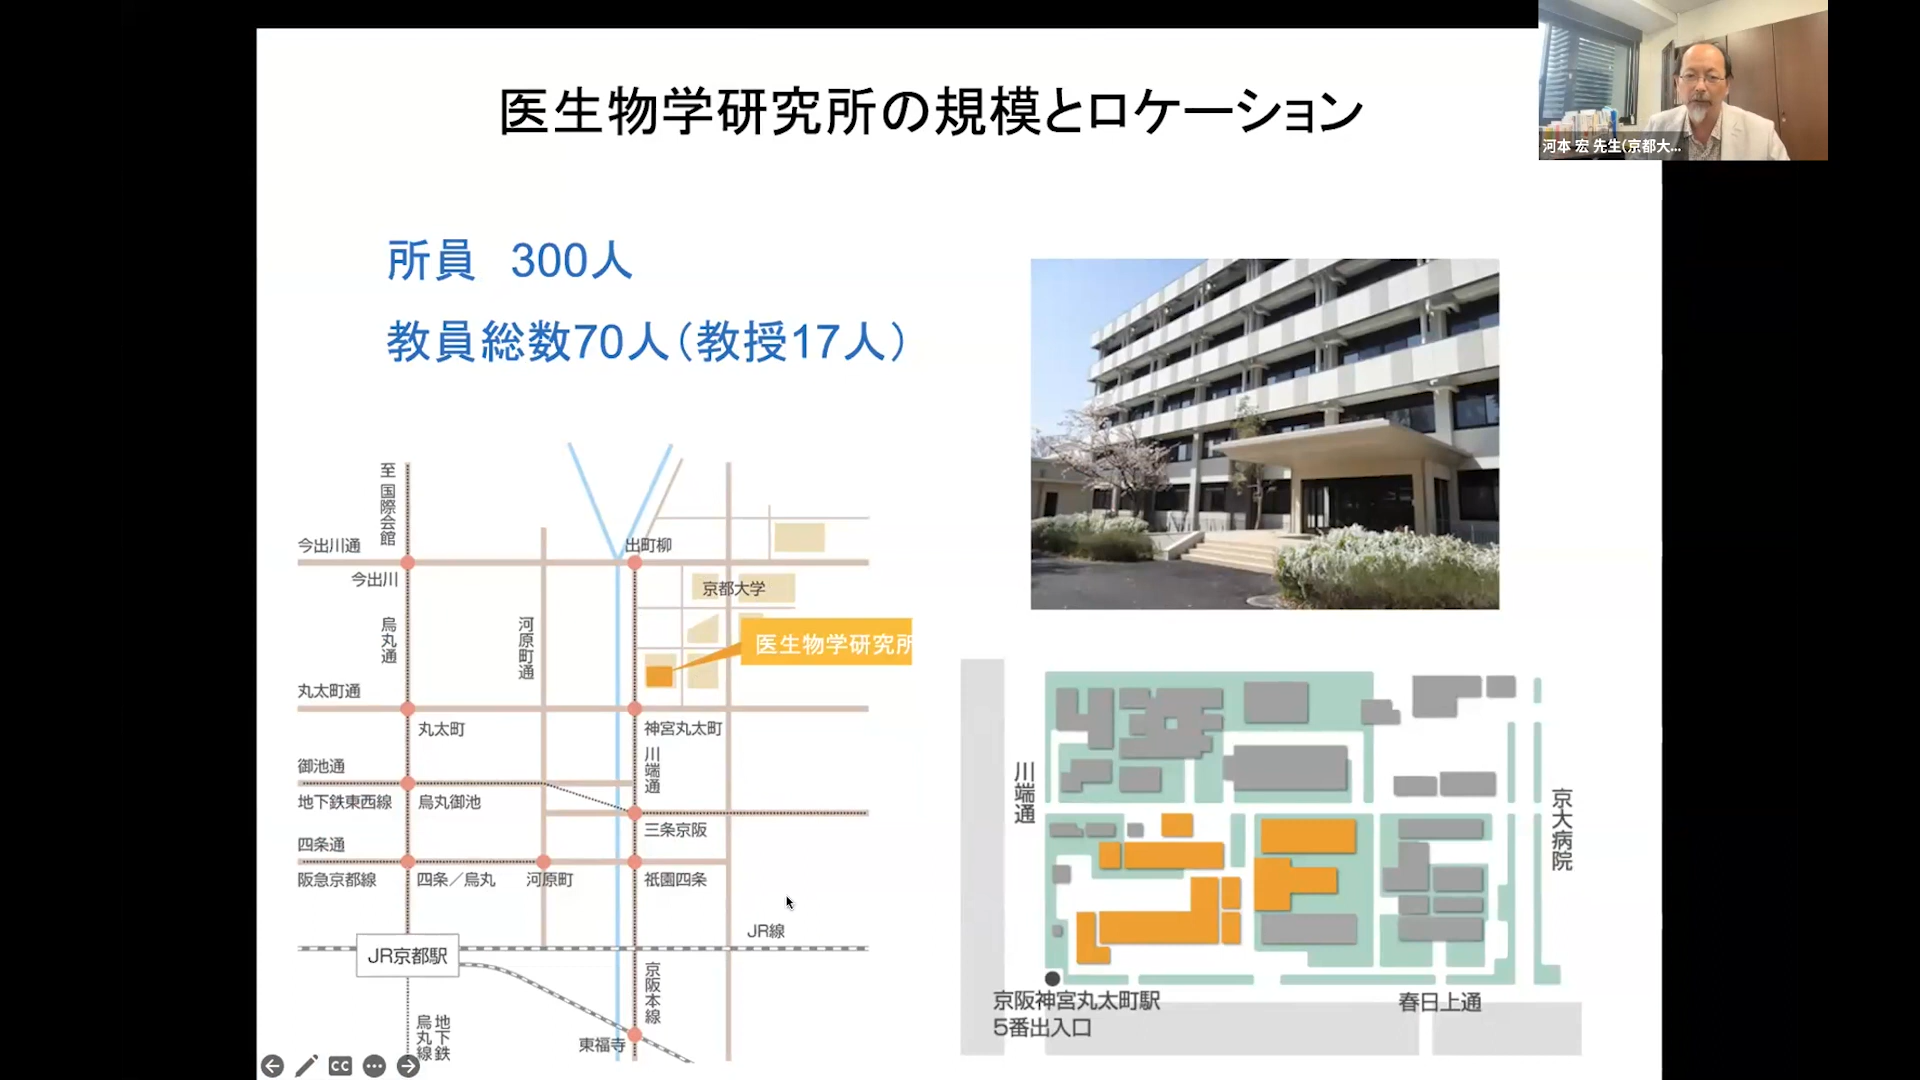 医生物学研究所の規模とロケーション
河本 宏 先生(京都大...
所員 300人
教員総数70人(教授17人)
至 国際会館
今出川通
今出川
出町柳
京都大学
烏丸通
河原町通
医生物学研究所
丸太町通
丸太町
神宮丸太町
川端通
御池通
地下鉄東西線
烏丸御池
三条京阪
四条通
阪急京都線
四条/烏丸
河原町
祇園四条
JR線
JR京都駅
京阪本線
地下鉄
烏丸線
東福寺
川端通
京大病院
京阪神宮丸太町駅
5番出入口
春日上通
CC